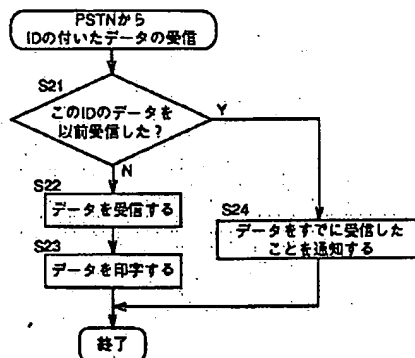 PSTNから
IDの付いたデータの受信
S21
このIDのデータを
以前受信した?
Y
N
S22
データを受信する
S24
データをすでに受信した
ことを通知する
S23
データを印字する
終了